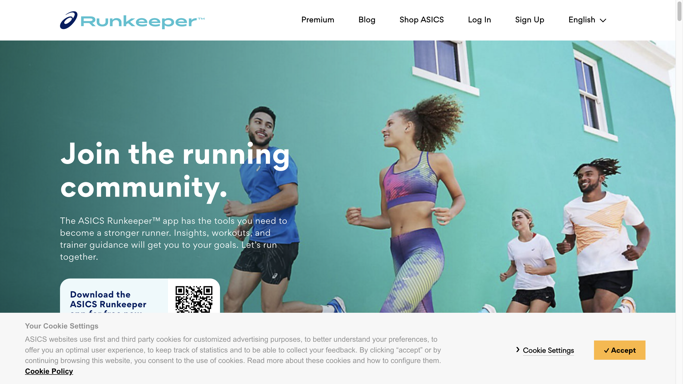 Runkeeper™
Premium
Blog
Shop ASICS
Log In
Sign Up
English
Join the running
community.
The ASICS Runkeeper™ app has the tools you need to
become a stronger runner. Insights, workouts, and
trainer guidance will get you to your goals. Let's run
together.
Download the
ASICS Runkeeper
Your Cookie Settings
ASICS websites use first and third party cookies for customized advertising purposes, to better understand your preferences, to
offer you an optimal user experience, to keep track of statistics and to be able to collect your feedback. By clicking “accept” or by
continuing browsing this website, you consent to the use of cookies. Read more about these cookies and how to configure them.
Cookie Policy
Cookie Settings
Accept